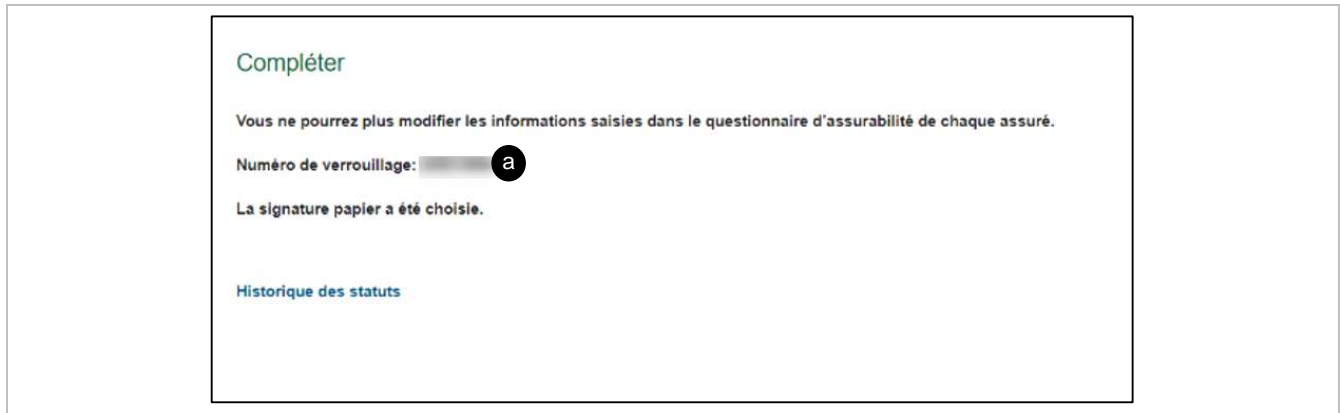 Compléter
Vous ne pourrez plus modifier les informations saisies dans le questionnaire d'assurabilité de chaque assuré.
Numéro de verrouillage: a
La signature papier a été choisie.
Historique des statuts